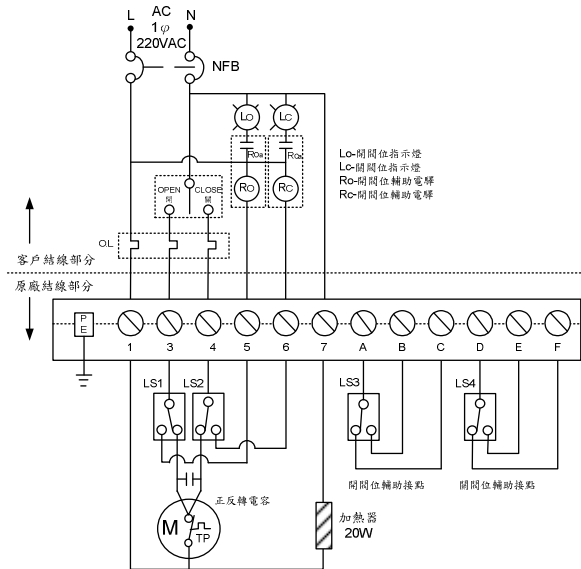 L AC N
1φ
220VAC
NFB
LO LC
ROa RCa
RO RC
Lo-開閥位指示燈
Lc-關閥位指示燈
Ro-開閥位輔助電驛
Rc-關閥位輔助電驛
OPEN CLOSE
開 關
O.L
客戶結線部分
原廠結線部分
PE
1 3 4 5 6 7 A B C D E F
LS1 LS2 LS3 LS4
開閥位輔助接點 關閥位輔助接點
正反轉電容
M TP
加熱器
20W